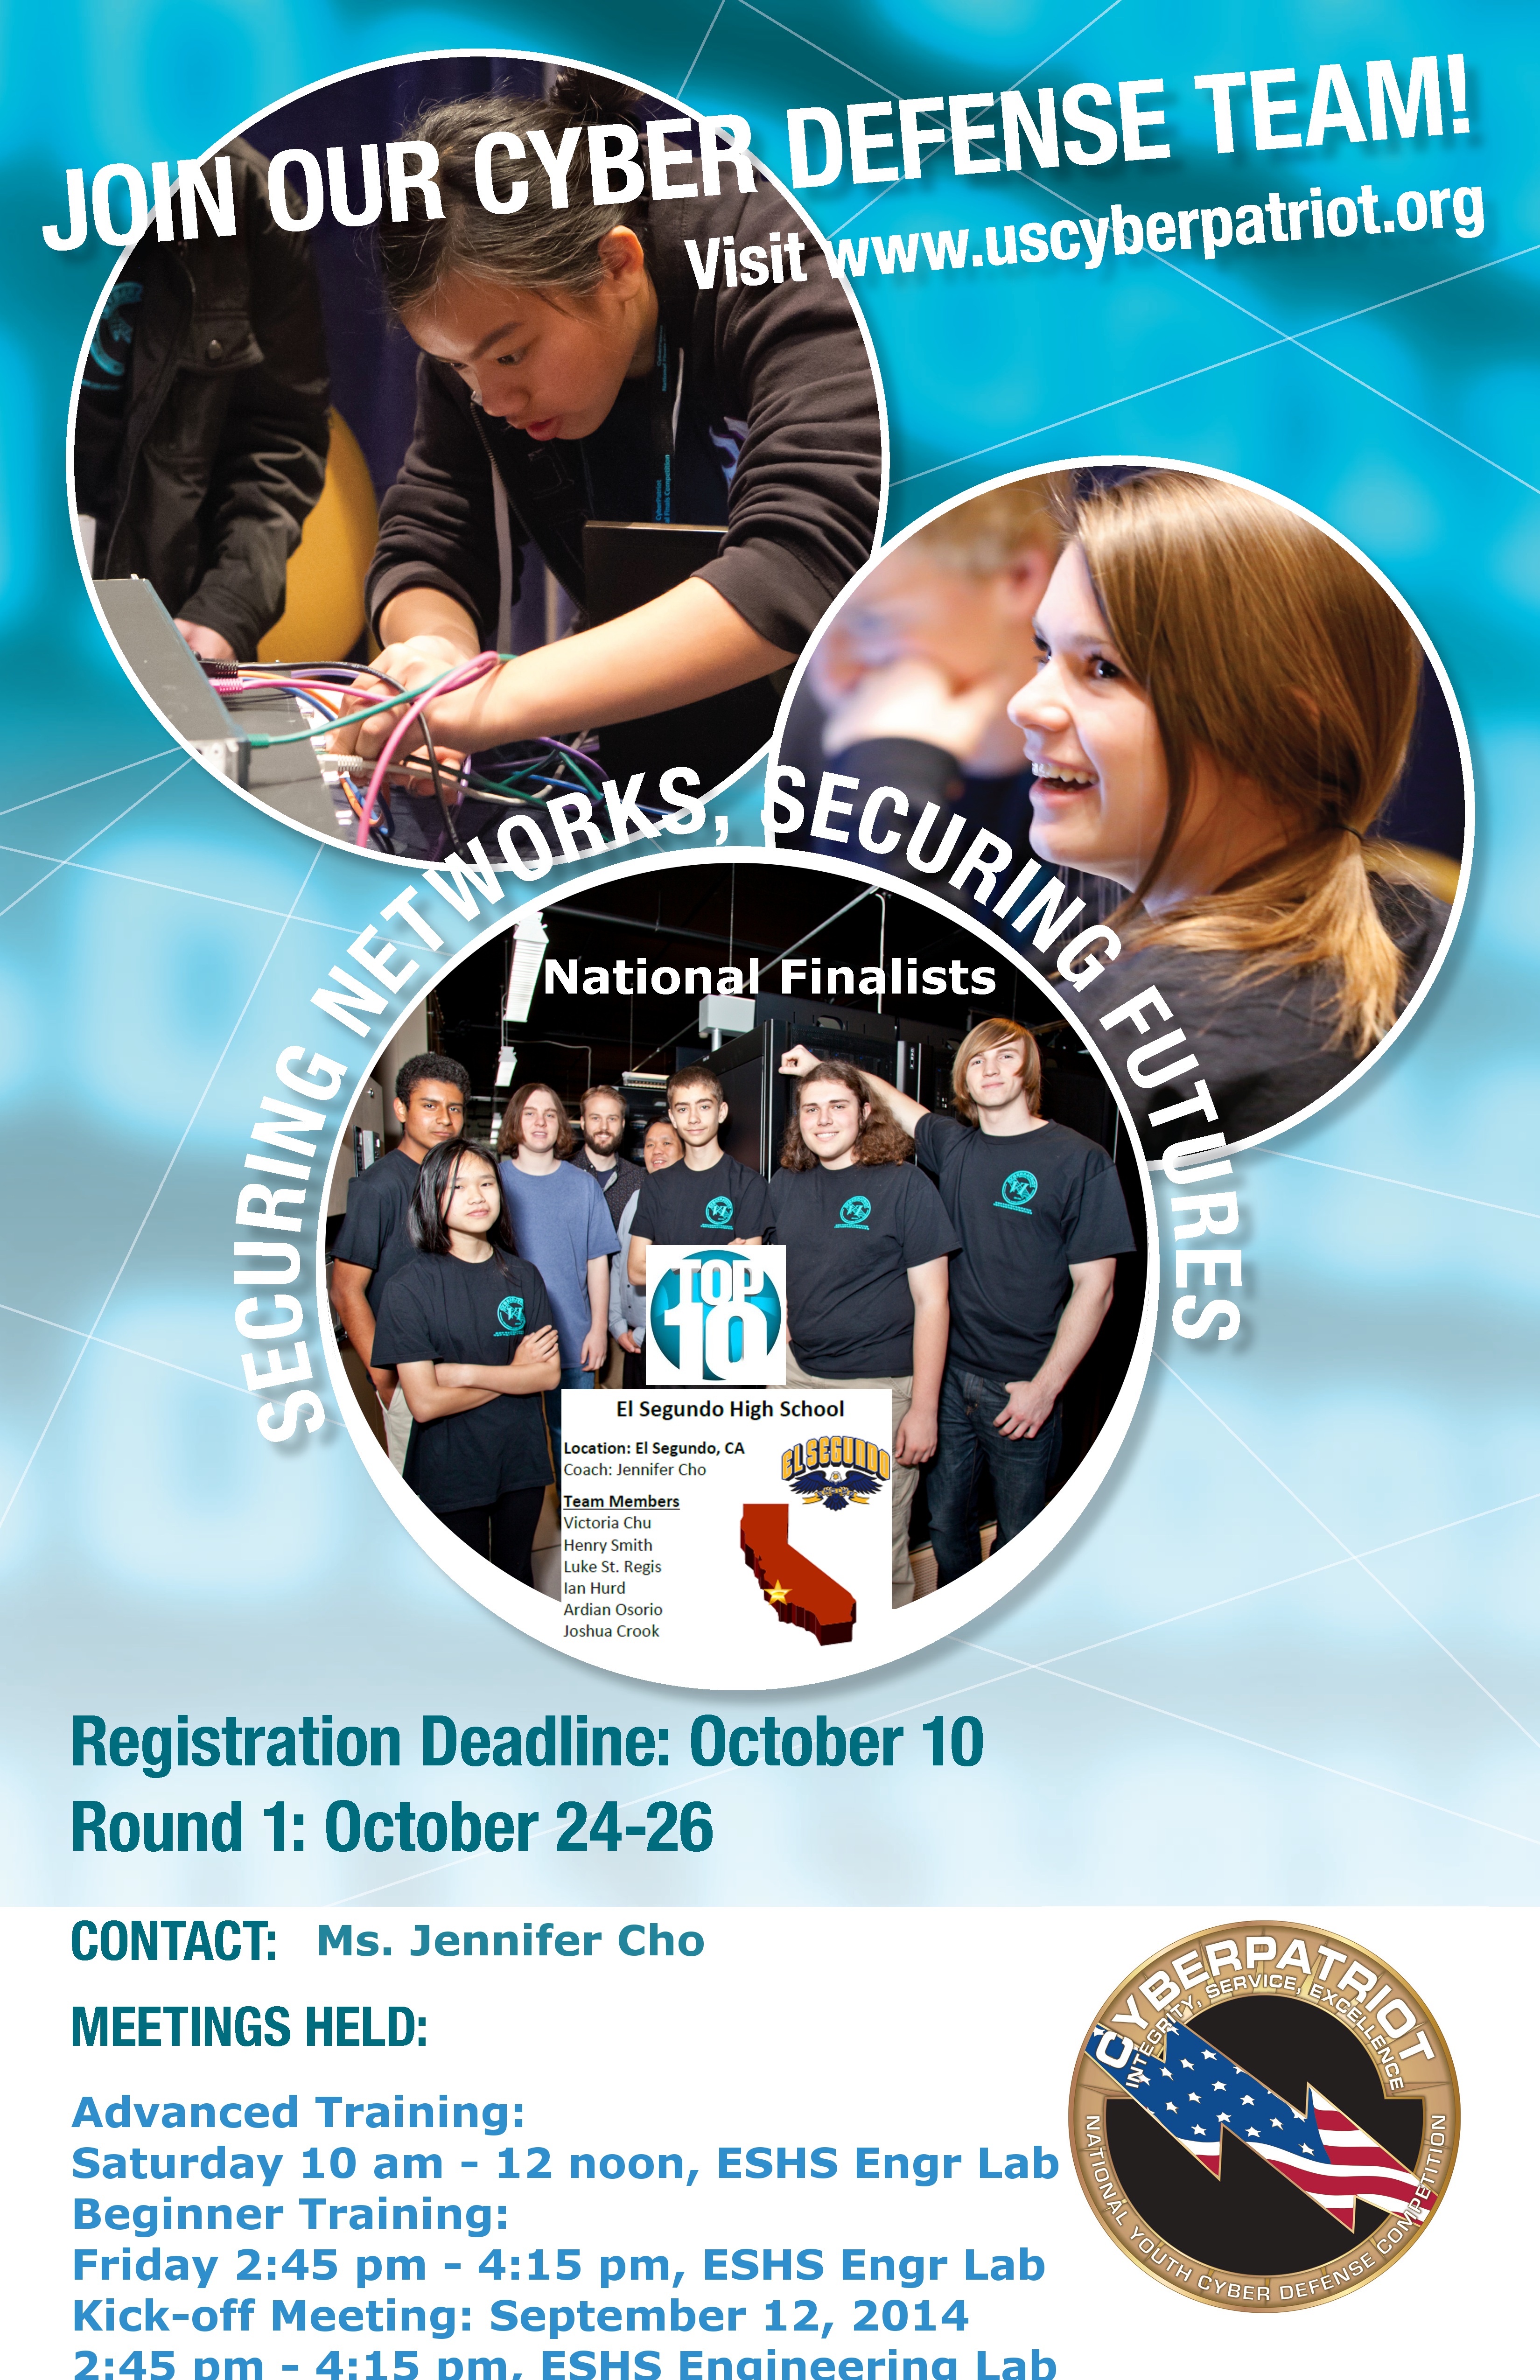 JOIN OUR CYBER DEFENSE TEAM!
Visit www.uscyberpatriot.org
SECURING NETWORKS, SECURING FUTURES
National Finalists
TOP
10
El Segundo High School
Location: El Segundo, CA
Coach: Jennifer Cho
EL SEGUNDO
Team Members
Victoria Chu
Henry Smith
Luke St. Regis
Ian Hurd
Ardian Osorio
Joshua Crook
Registration Deadline: October 10
Round 1: October 24-26
CONTACT: Ms. Jennifer Cho
MEETINGS HELD:
Advanced Training:
Saturday 10 am - 12 noon, ESHS Engr Lab
Beginner Training:
Friday 2:45 pm - 4:15 pm, ESHS Engr Lab
Kick-off Meeting: September 12, 2014
2:45 pm - 4:15 pm, ESHS Engineering Lab
CYBERPATRIOT
INTEGRITY, SERVICE, EXCELLENCE
NATIONAL YOUTH CYBER DEFENSE COMPETITION